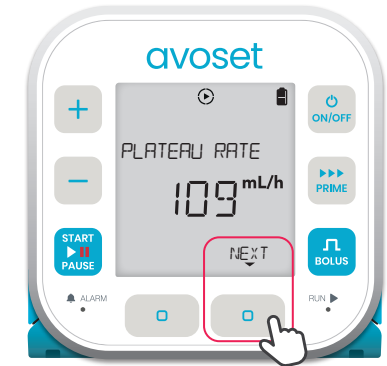 avoset
+
ON/OFF
PLATEAU RATE
−
109 mL/h
PRIME
START
PAUSE
NEXT
BOLUS
ALARM
RUN